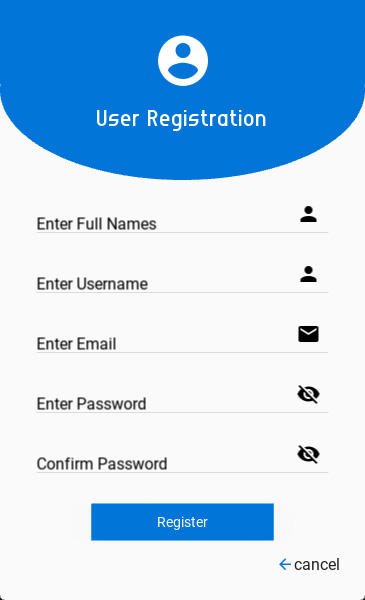 User Registration
Enter Full Names
Enter Username
Enter Email
Enter Password
Confirm Password
Register
cancel